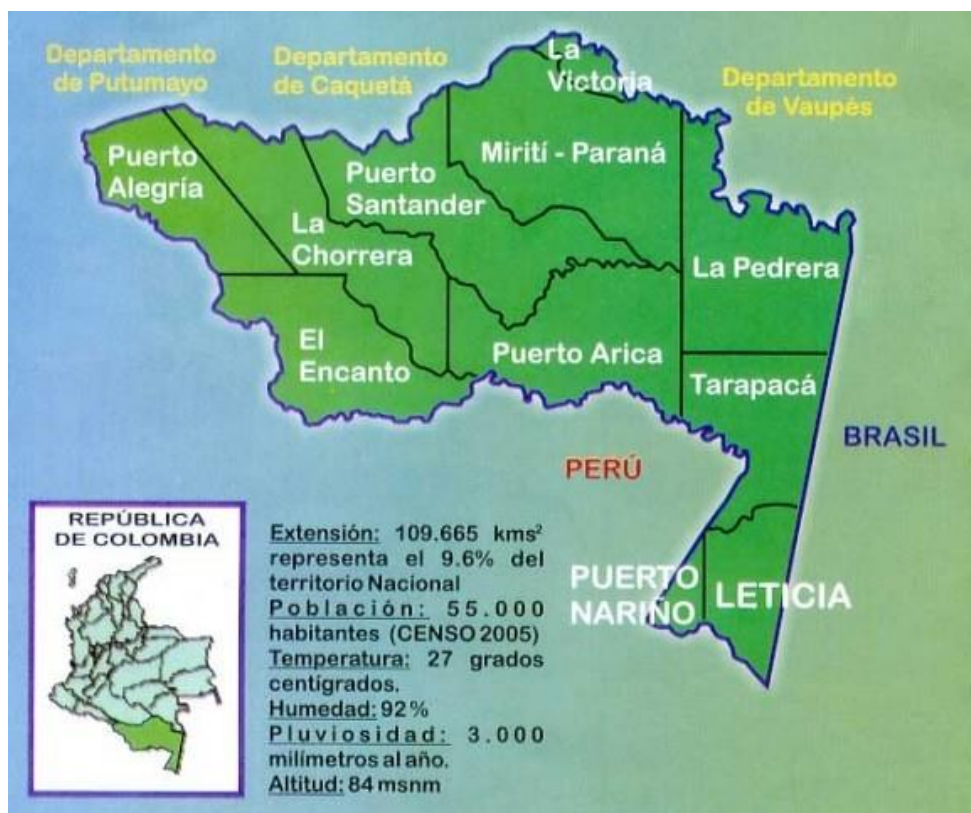 Departamento
de Putumayo
Departamento
de Caquetá
La
Victoria
Departamento
de Vaupés
Puerto
Alegría
Puerto
Santander
Mirití - Paraná
La
Chorrera
La Pedrera
El
Encanto
Puerto Arica
Tarapacá
BRASIL
PERÚ
PUERTO
NARIÑO
LETICIA
REPÚBLICA
DE COLOMBIA
Extensión: 109.665 kms²
representa el 9.6% del
territorio Nacional
Población: 55.000
habitantes (CENSO 2005)
Temperatura: 27 grados
centígrados.
Humedad: 92%
Pluviosidad: 3.000
milímetros al año.
Altitud: 84 msnm